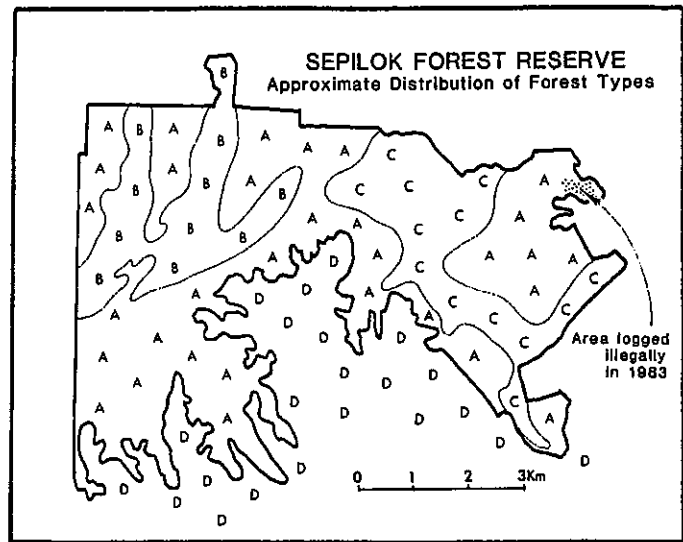 SEPILOK FOREST RESERVE
B
Approximate Distribution of Forest Types
A B A B A
A A C C
A A B A B C C C A
A B A A C C A
B B B A C
A A D C A A A
B B A C
A D D D C A C
A D D D A C C
Area logged
D D D D C
illegally
A A A D D D A
in 1983
A A A D D D D C
A D A D D D D D A
D D D D D
0 1 2 3Km
D D D
D